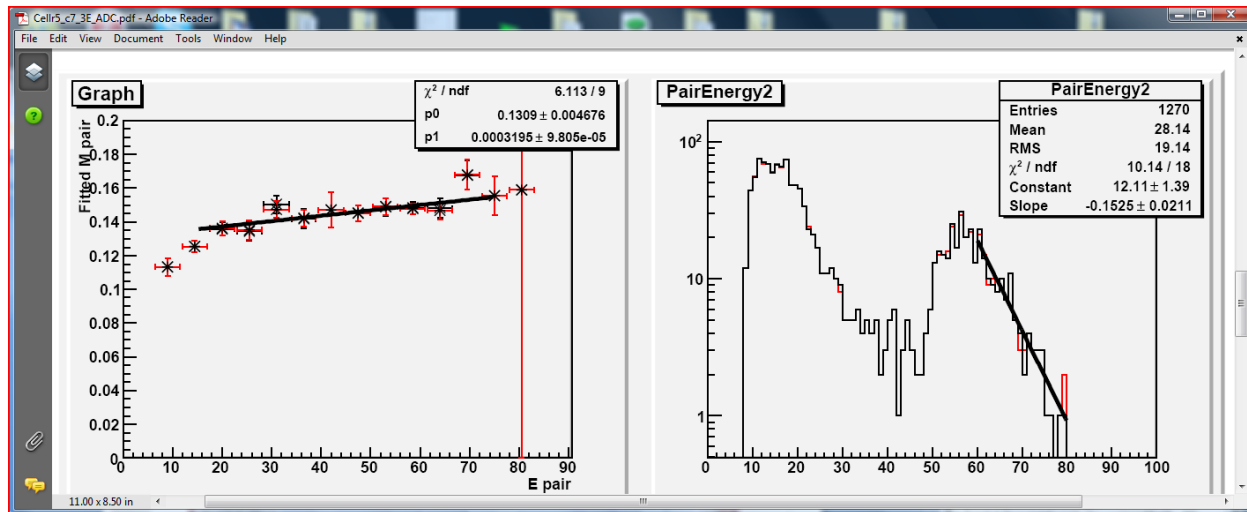 Cellr5_c7_3E_ADC.pdf - Adobe Reader
File Edit View Document Tools Window Help
Graph
χ² / ndf 6.113 / 9
p0 0.1309 ± 0.004676
p1 0.0003195 ± 9.805e-05
Fitted M pair
0.2
0.18
0.16
0.14
0.12
0.1
0.08
0.06
0.04
0.02
0
0 10 20 30 40 50 60 70 80 90
E pair
PairEnergy2
PairEnergy2
Entries 1270
Mean 28.14
RMS 19.14
χ² / ndf 10.14 / 18
Constant 12.11 ± 1.39
Slope -0.1525 ± 0.0211
10²
10
1
0 10 20 30 40 50 60 70 80 90 100
11.00 x 8.50 in